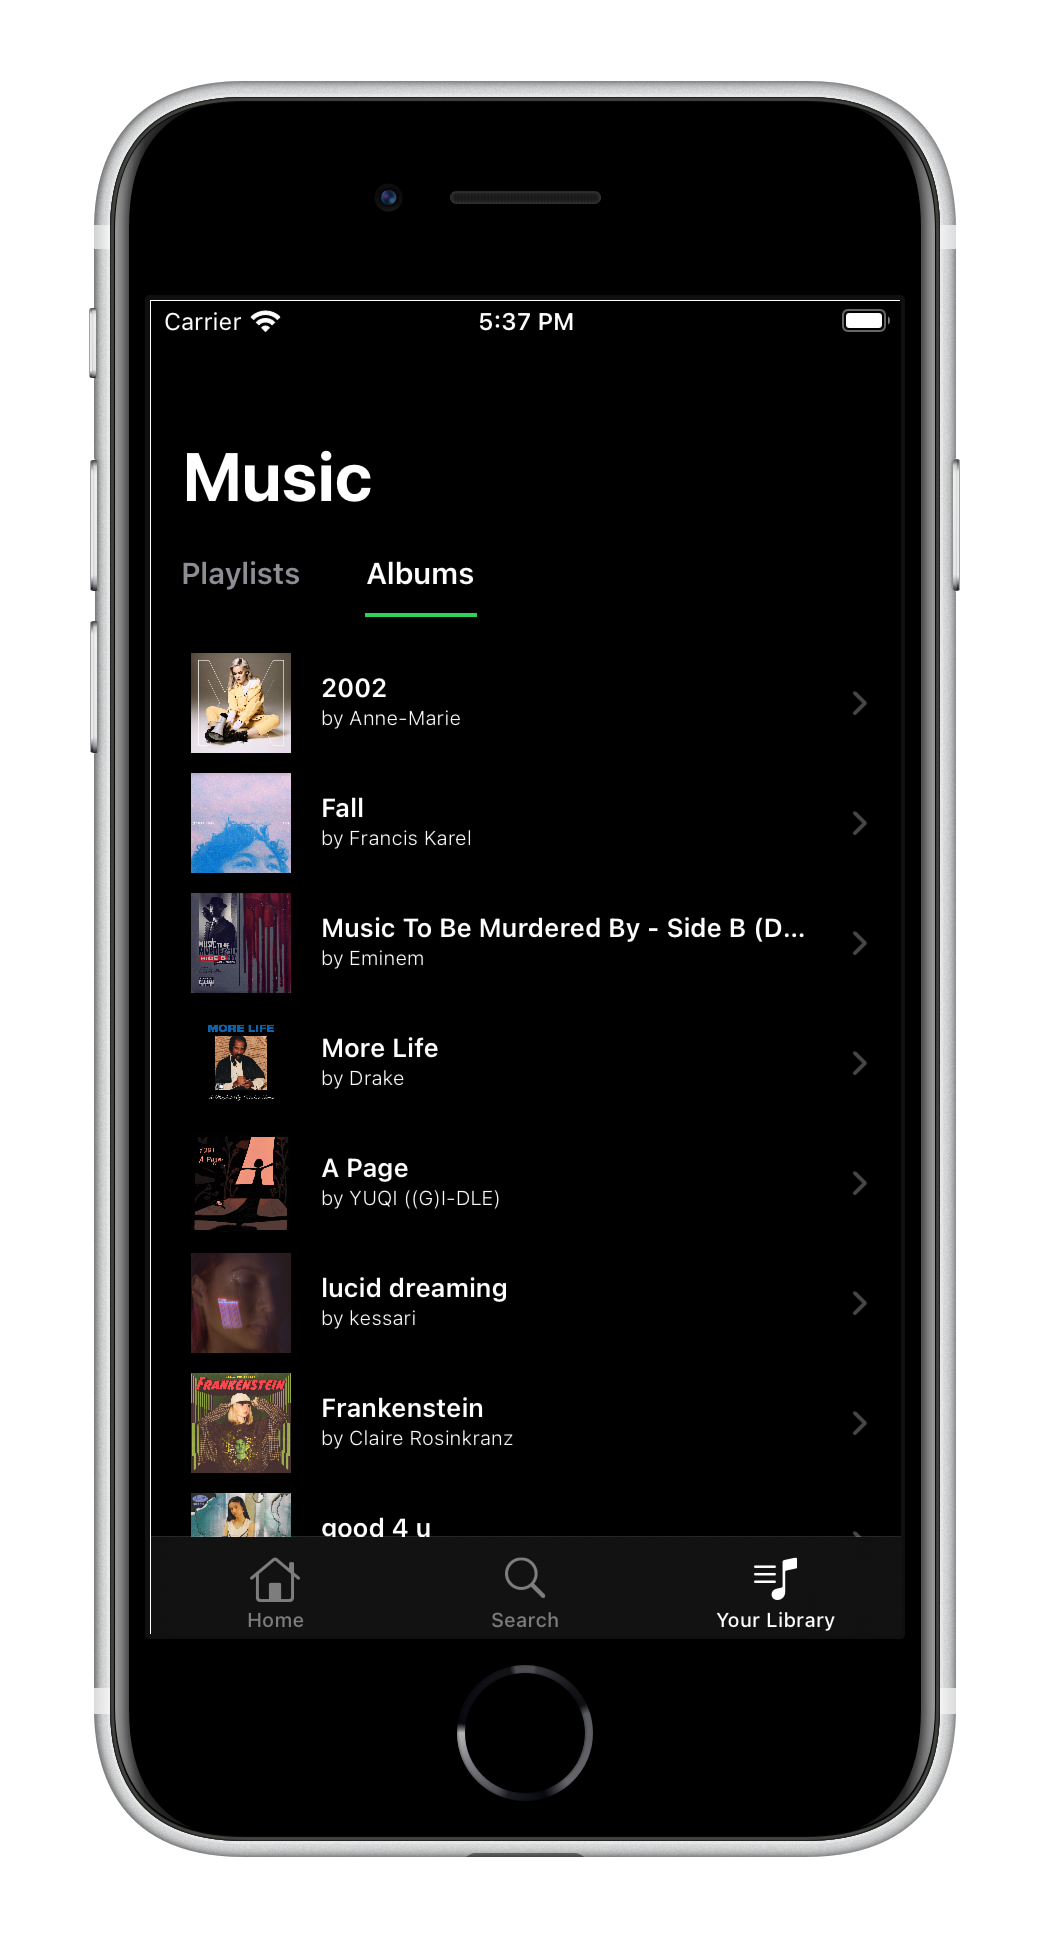 Carrier 5:37 PM
Music
Playlists Albums
2002
by Anne-Marie
Fall
by Francis Karel
Music To Be Murdered By - Side B (D...
by Eminem
MORE LIFE
More Life
by Drake
A Page
A Page
by YUQI ((G)I-DLE)
lucid dreaming
by kessari
FRANKENSTEIN
Frankenstein
by Claire Rosinkranz
good 4 u
Home Search Your Library